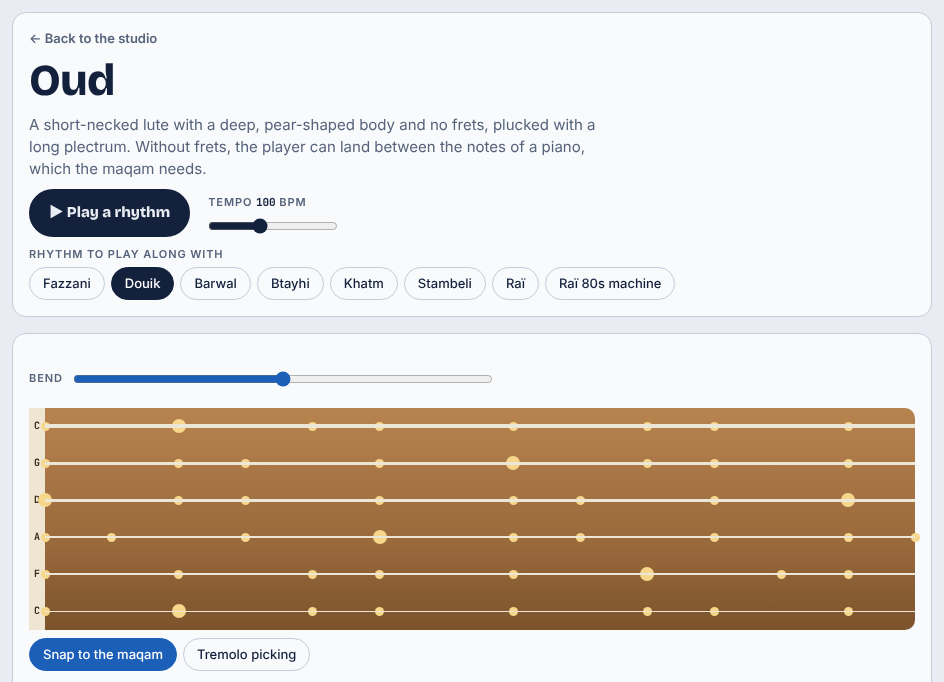 ← Back to the studio
Oud
A short-necked lute with a deep, pear-shaped body and no frets, plucked with a
long plectrum. Without frets, the player can land between the notes of a piano,
which the maqam needs.
▶ Play a rhythm
TEMPO 100 BPM
RHYTHM TO PLAY ALONG WITH
Fazzani Douik Barwal Btayhi Khatm Stambeli Raï Raï 80s machine
BEND
C
G
D
A
F
C
Snap to the maqam Tremolo picking